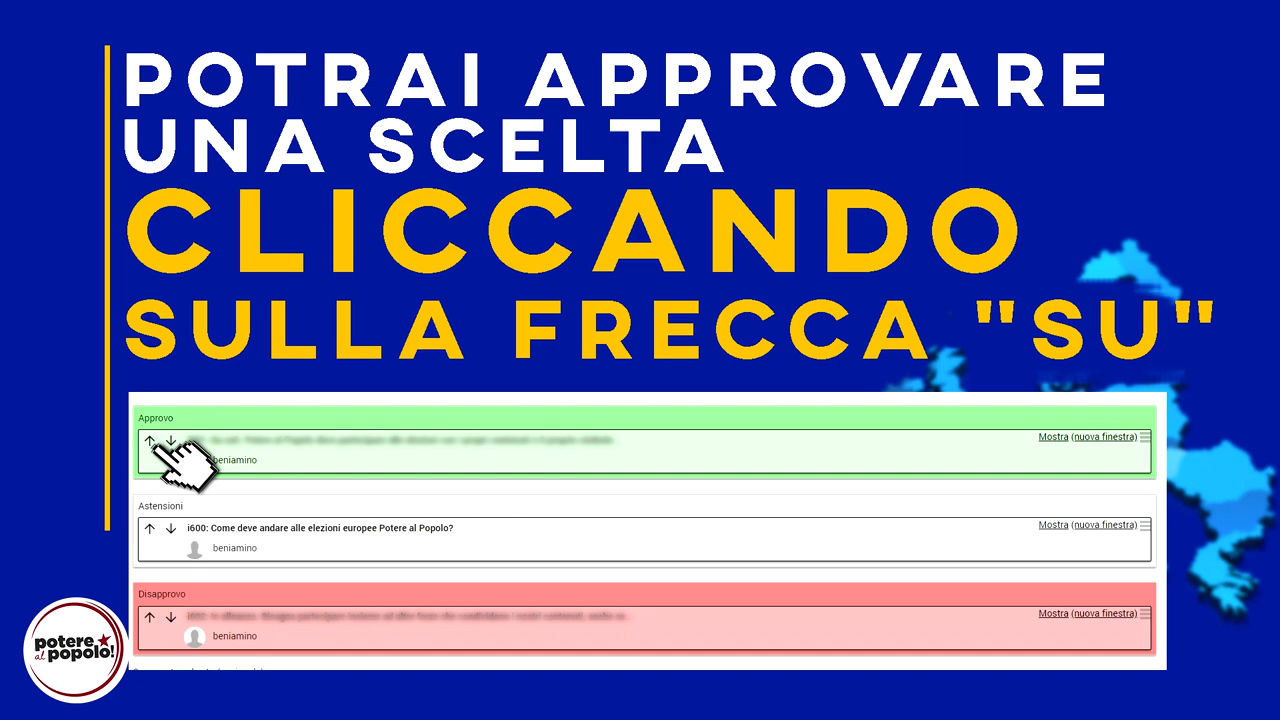 POTRAI APPROVARE
UNA SCELTA
CLICCANDO
SULLA FRECCA "SU"
Approvo
Mostra (nuova finestra)
beniamino
Astensioni
i600: Come deve andare alle elezioni europee Potere al Popolo?
Mostra (nuova finestra)
beniamino
Disapprovo
Mostra (nuova finestra)
beniamino
potere
al popolo!